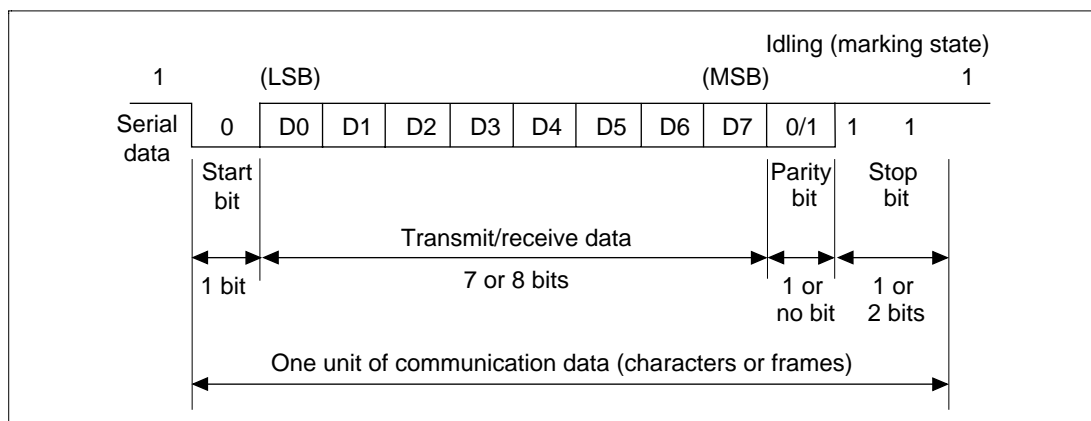 Idling (marking state)
1 (LSB) (MSB) 1
Serial data 0 D0 D1 D2 D3 D4 D5 D6 D7 0/1 1 1
Start bit
Parity bit
Stop bit
Transmit/receive data
1 bit
7 or 8 bits
1 or no bit
1 or 2 bits
One unit of communication data (characters or frames)